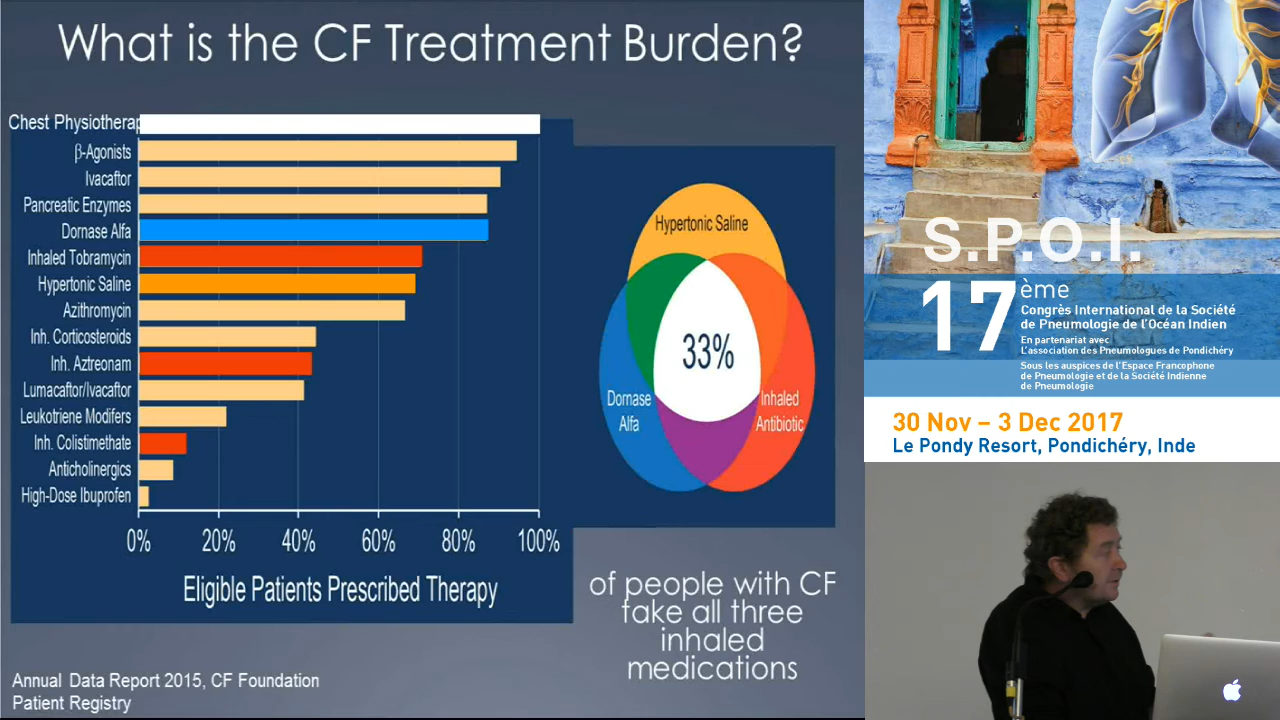 What is the CF Treatment Burden?
Chest Physiotherap
β-Agonists
Ivacaftor
Pancreatic Enzymes
Dornase Alfa
Inhaled Tobramycin
Hypertonic Saline
Azithromycin
Inh. Corticosteroids
Inh. Aztreonam
Lumacaftor/Ivacaftor
Leukotriene Modifers
Inh. Colistimethate
Anticholinergics
High-Dose Ibuprofen
0% 20% 40% 60% 80% 100%
Eligible Patients Prescribed Therapy
Hypertonic Saline
33%
Dornase
Alfa
Inhaled
Antibiotic
of people with CF
fake all three
inhaled
medications
Annual Data Report 2015, CF Foundation
Patient Registry
S.P.O.I.
17ème
Congrès International de la Société
de Pneumologie de l'Océan Indien
En partenariat avec
L'association des Pneumologues de Pondichéry
Sous les auspices de l'Espace Francophone
de Pneumologie et de la Société Indienne
de Pneumologie
30 Nov – 3 Dec 2017
Le Pondy Resort, Pondichéry, Inde